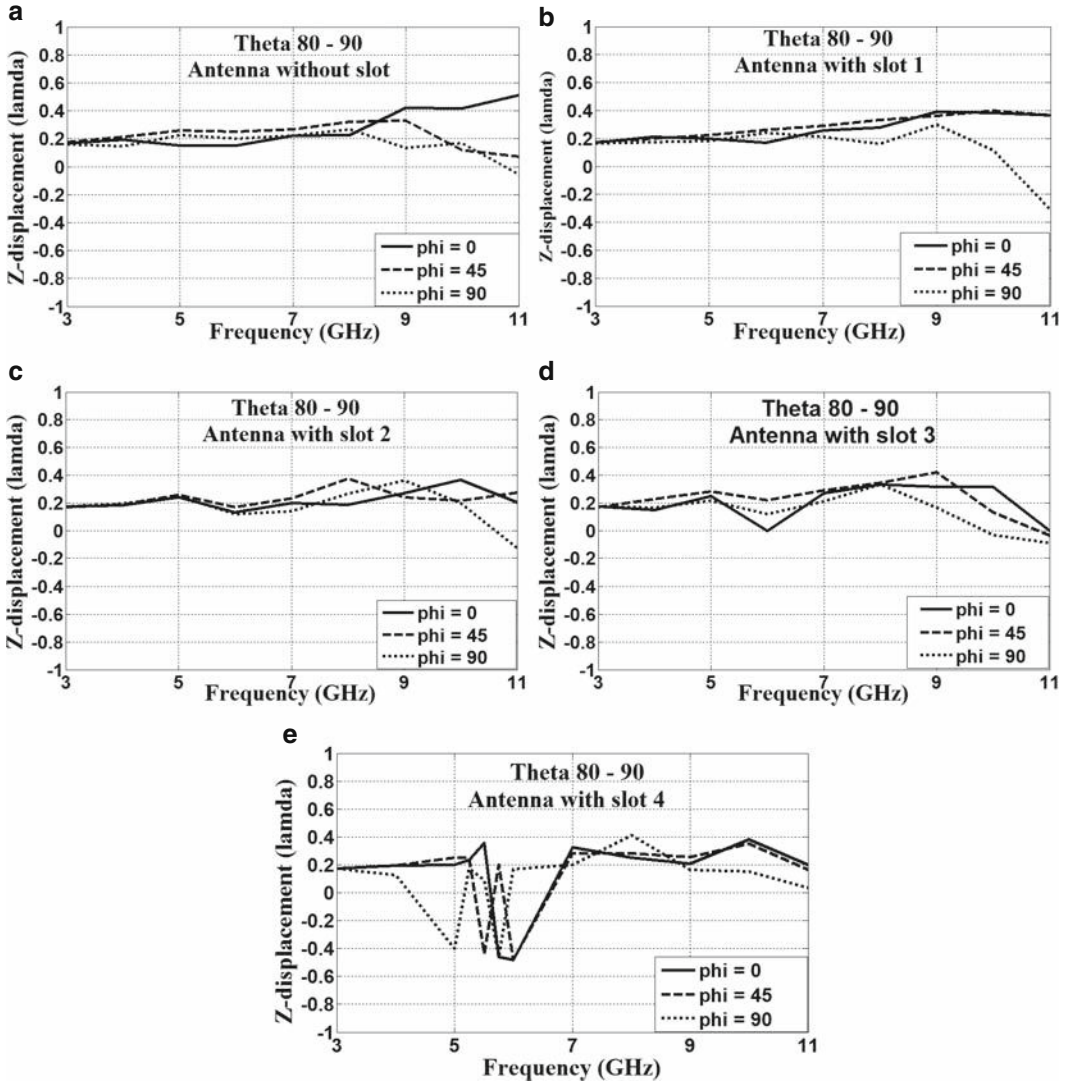 a
Theta 80 - 90
Antenna without slot
Z-displacement (lamda)
1
0.8
0.6
0.4
0.2
0
-0.2
-0.4
-0.6
-0.8
-1
phi = 0
phi = 45
phi = 90
3 5 7 9 11
Frequency (GHz)
b
Theta 80 - 90
Antenna with slot 1
Z-displacement (lamda)
1
0.8
0.6
0.4
0.2
0
-0.2
-0.4
-0.6
-0.8
-1
phi = 0
phi = 45
phi = 90
3 5 7 9 11
Frequency (GHz)
c
Theta 80 - 90
Antenna with slot 2
Z-displacement (lamda)
1
0.8
0.6
0.4
0.2
0
-0.2
-0.4
-0.6
-0.8
-1
phi = 0
phi = 45
phi = 90
3 5 7 9 11
Frequency (GHz)
d
Theta 80 - 90
Antenna with slot 3
Z-displacement (lamda)
1
0.8
0.6
0.4
0.2
0
-0.2
-0.4
-0.6
-0.8
-1
phi = 0
phi = 45
phi = 90
3 5 7 9 11
Frequency (GHz)
e
Theta 80 - 90
Antenna with slot 4
Z-displacement (lamda)
1
0.8
0.6
0.4
0.2
0
-0.2
-0.4
-0.6
-0.8
-1
phi = 0
phi = 45
phi = 90
3 5 7 9 11
Frequency (GHz)